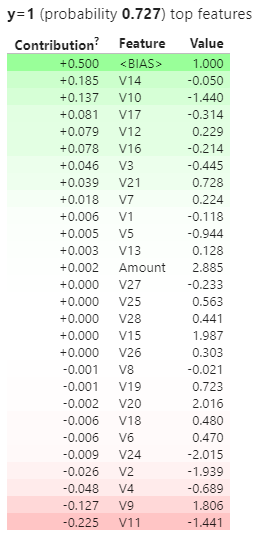 y=1 (probability 0.727) top features
Contribution? Feature Value
+0.500 <BIAS> 1.000
+0.185 V14 -0.050
+0.137 V10 -1.440
+0.081 V17 -0.314
+0.079 V12 0.229
+0.078 V16 -0.214
+0.046 V3 -0.445
+0.039 V21 0.728
+0.018 V7 0.224
+0.006 V1 -0.118
+0.005 V5 -0.944
+0.003 V13 0.128
+0.002 Amount 2.885
+0.000 V27 -0.233
+0.000 V25 0.563
+0.000 V28 0.441
+0.000 V15 1.987
+0.000 V26 0.303
-0.001 V8 -0.021
-0.001 V19 0.723
-0.002 V20 2.016
-0.006 V18 0.480
-0.006 V6 0.470
-0.009 V24 -2.015
-0.026 V2 -1.939
-0.048 V4 -0.689
-0.127 V9 1.806
-0.225 V11 -1.441